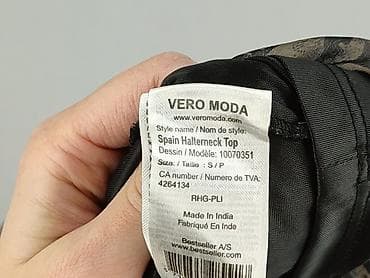 VERO MODA
www.veromoda.com
Style name / Nom de style:
Spain Halterneck Top
Dessin / Modèle: 10070351
Size / Taille : S / P
CA number / Numero de TVA:
4264134
RHG-PLI
Made In India
Fabriqué En Inde
Bestseller A/S
www.bestseller.com